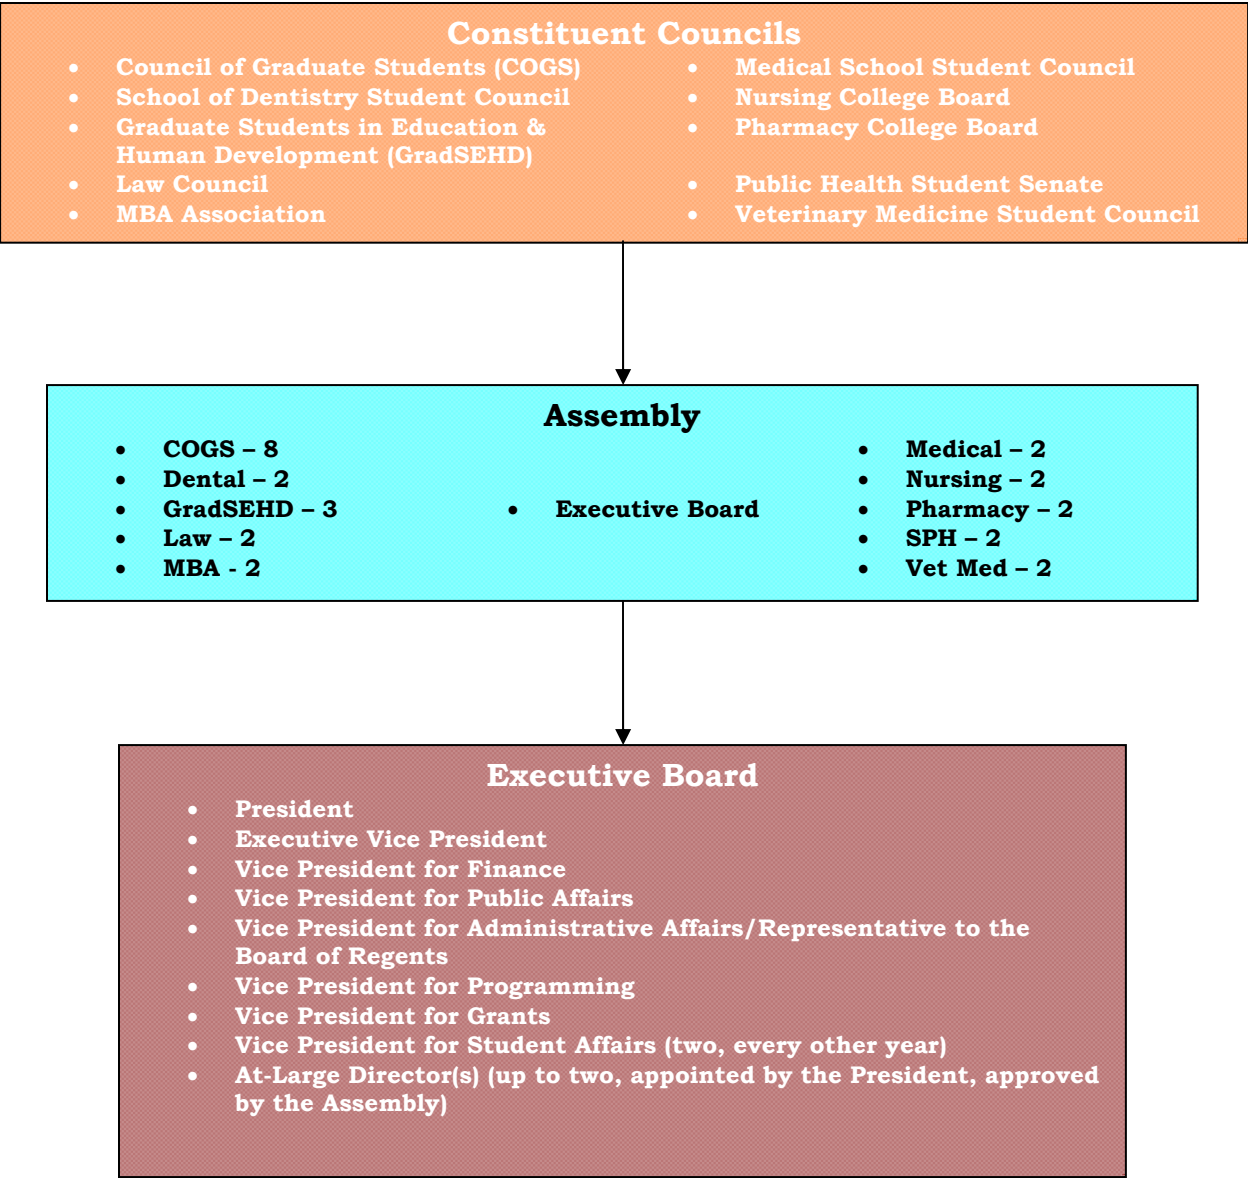 Constituent Councils
• Council of Graduate Students (COGS)
• School of Dentistry Student Council
• Graduate Students in Education &
Human Development (GradSEHD)
• Law Council
• MBA Association
• Medical School Student Council
• Nursing College Board
• Pharmacy College Board
• Public Health Student Senate
• Veterinary Medicine Student Council
Assembly
• COGS – 8
• Dental – 2
• GradSEHD – 3
• Law – 2
• MBA - 2
• Executive Board
• Medical – 2
• Nursing – 2
• Pharmacy – 2
• SPH – 2
• Vet Med – 2
Executive Board
• President
• Executive Vice President
• Vice President for Finance
• Vice President for Public Affairs
• Vice President for Administrative Affairs/Representative to the
Board of Regents
• Vice President for Programming
• Vice President for Grants
• Vice President for Student Affairs (two, every other year)
• At-Large Director(s) (up to two, appointed by the President, approved
by the Assembly)